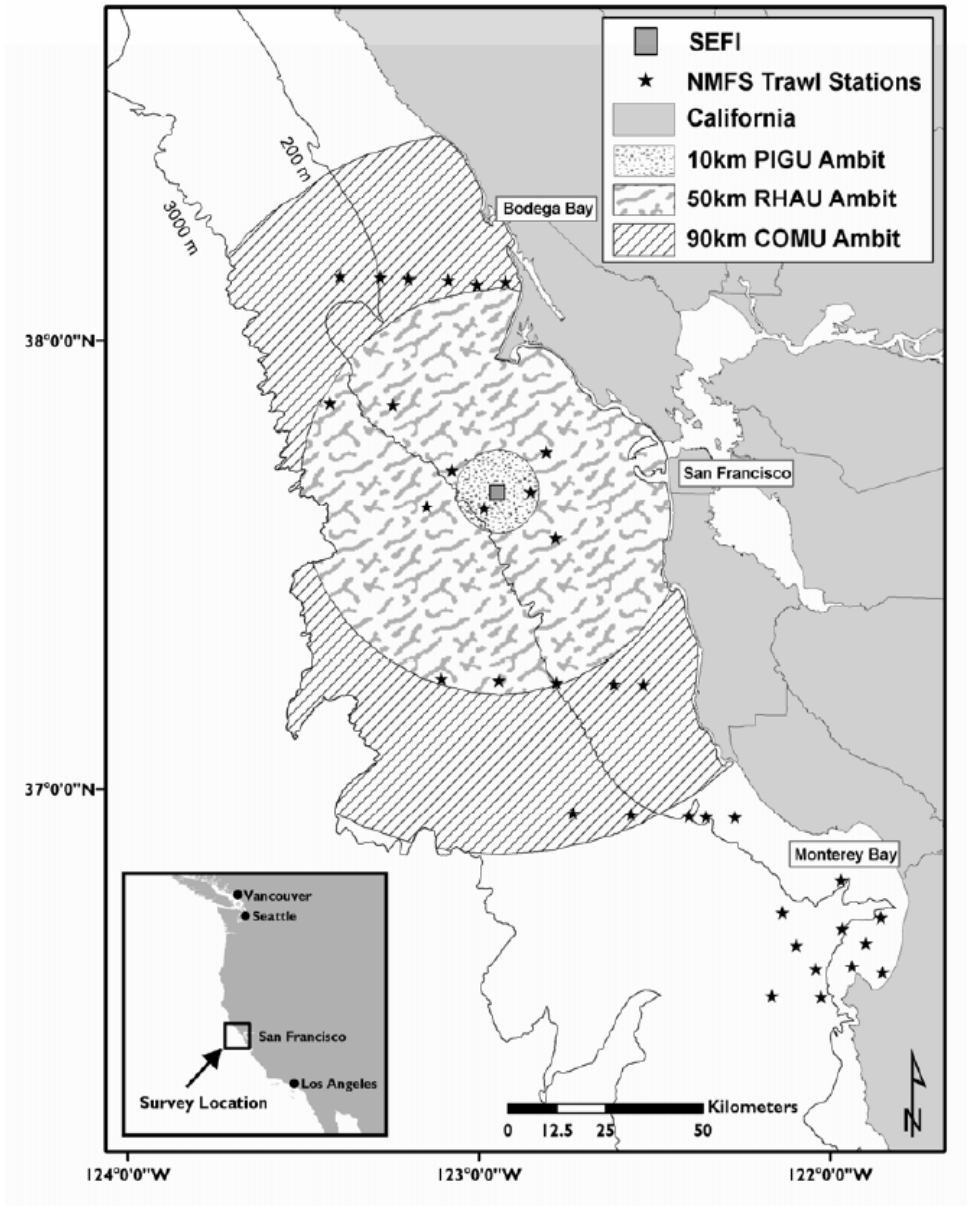 SEFI
NMFS Trawl Stations
California
10km PIGU Ambit
50km RHAU Ambit
90km COMU Ambit
200 m
3000 m
Bodega Bay
38°0'0"N
San Francisco
37°0'0"N
Monterey Bay
Vancouver
Seattle
San Francisco
Los Angeles
Survey Location
Kilometers
0 12.5 25 50
N
124°0'0"W 123°0'0"W 122°0'0"W